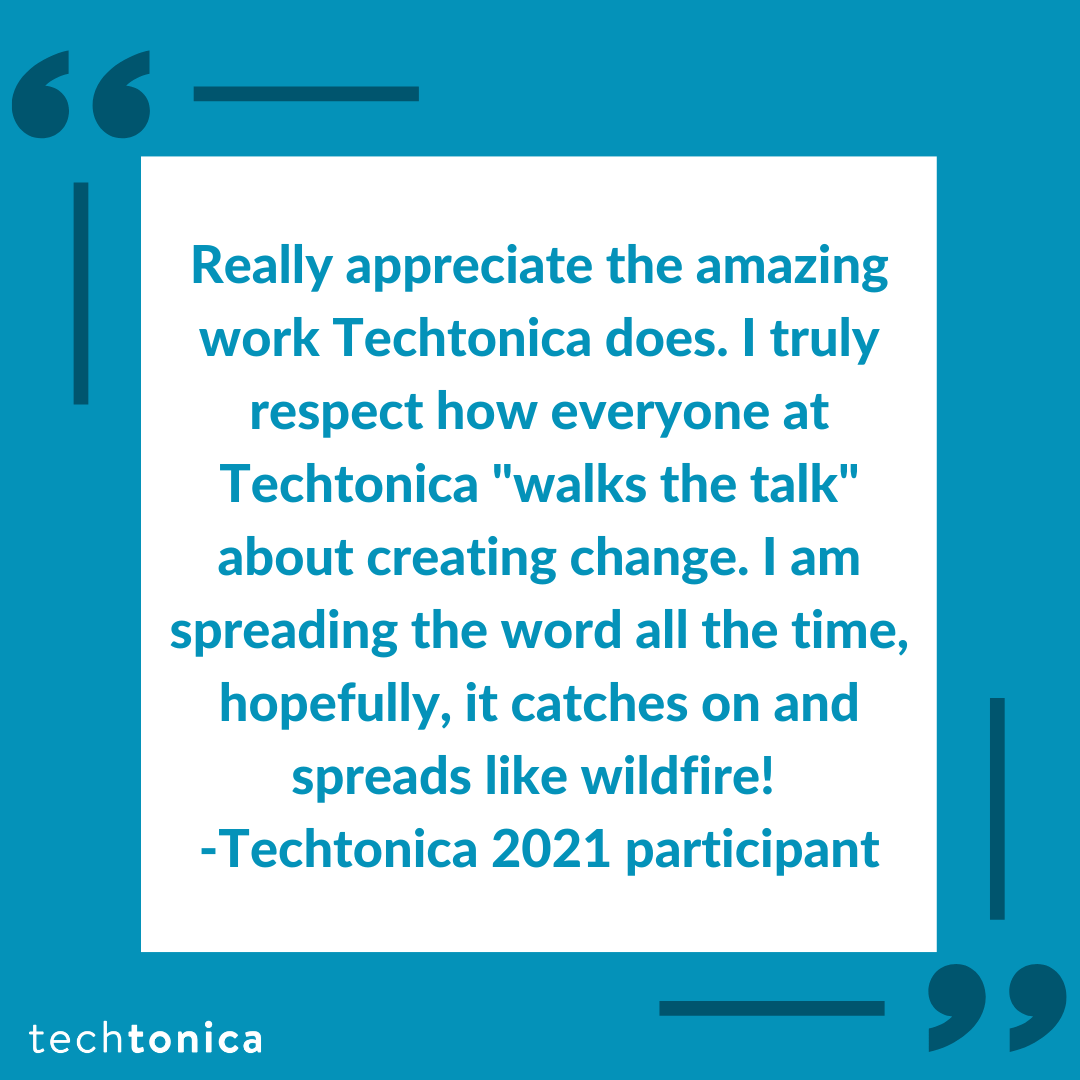 Really appreciate the amazing
work Techtonica does. I truly
respect how everyone at
Techtonica "walks the talk"
about creating change. I am
spreading the word all the time,
hopefully, it catches on and
spreads like wildfire!
-Techtonica 2021 participant
techtonica